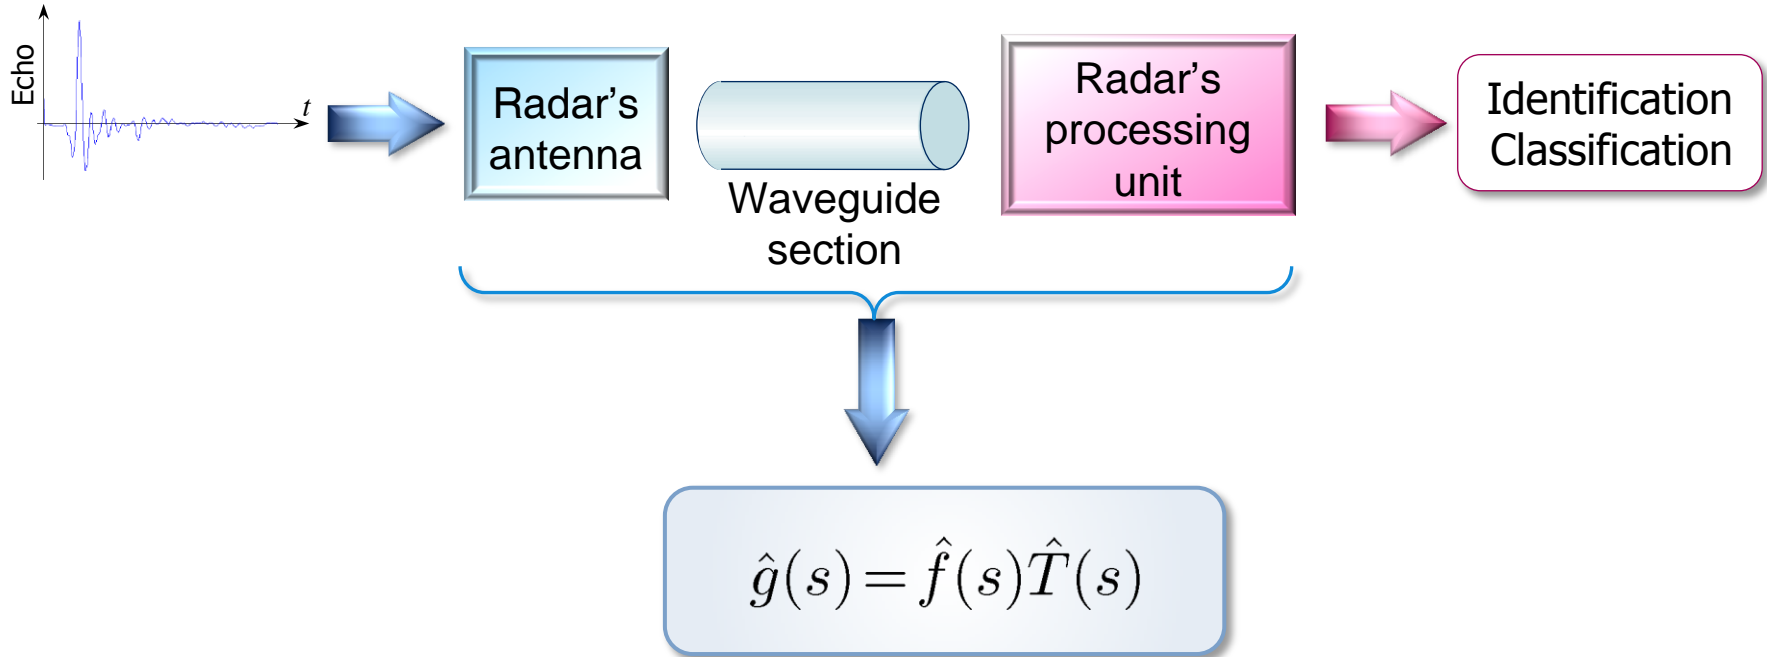 Echo
t
Radar's
antenna
Waveguide
section
Radar's
processing
unit
Identification
Classification
ĝ(s) = f̂(s)T̂(s)